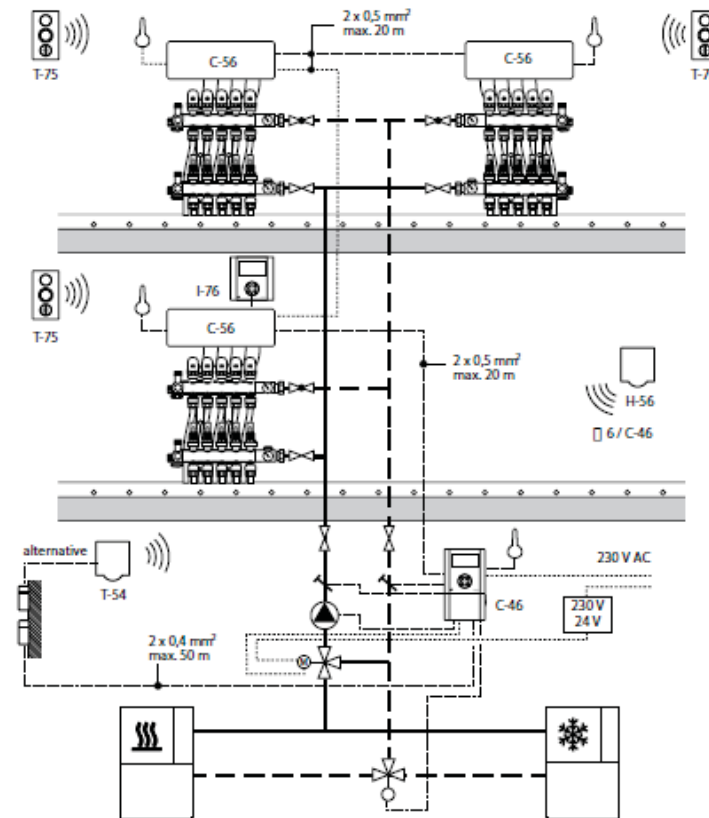 2 x 0,5 mm²
max. 20 m
T-75
C-56
C-56
T-7
T-75
I-76
C-56
2 x 0,5 mm²
max. 20 m
H-56
6 / C-46
alternative
T-54
230 V AC
C-46
230 V
24 V
2 x 0,4 mm²
max. 50 m
M